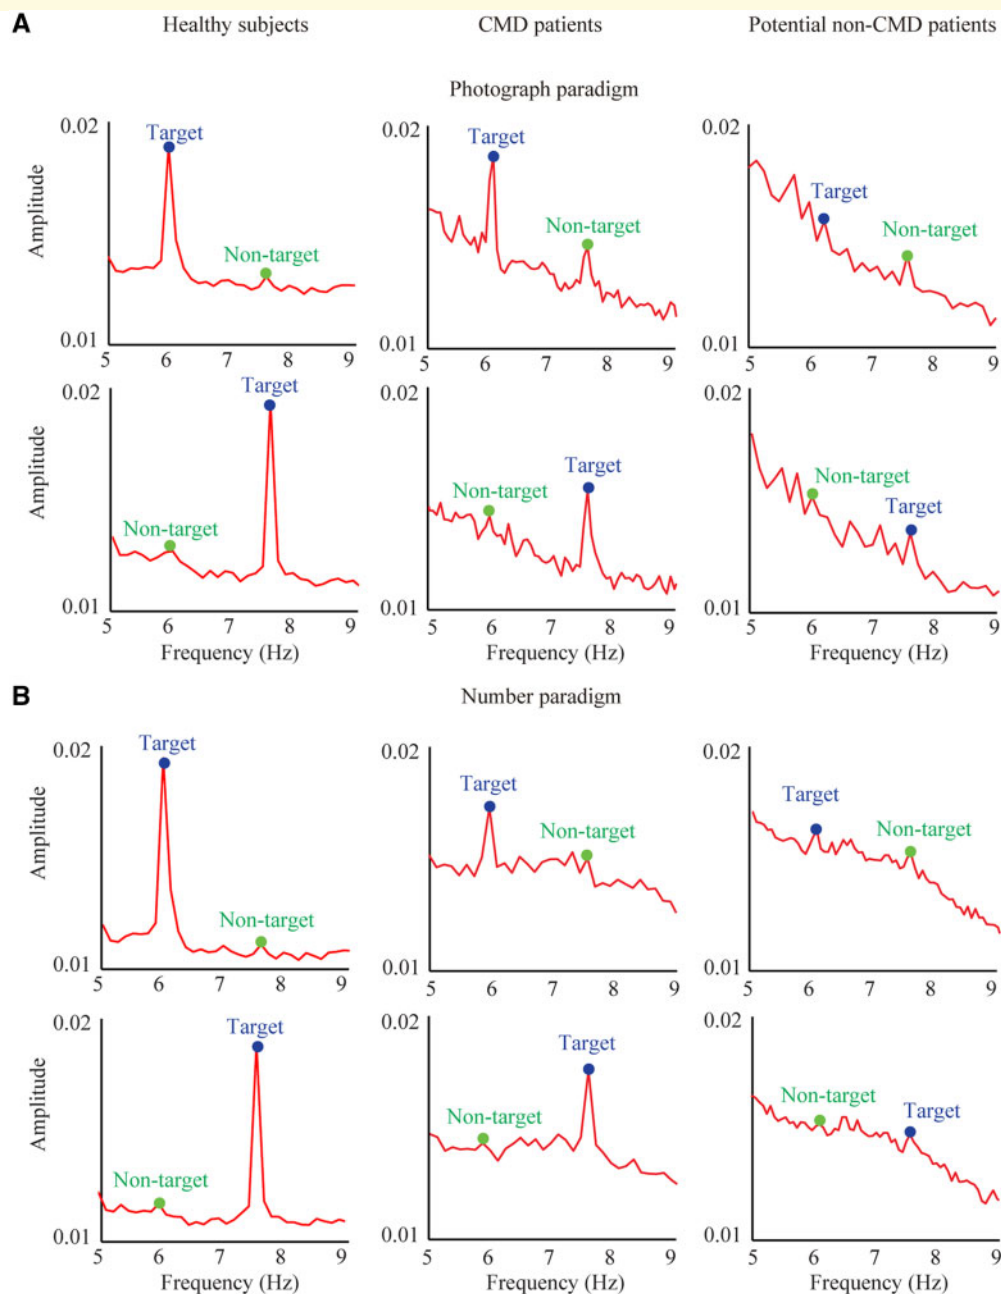 A
Healthy subjects CMD patients Potential non-CMD patients
Photograph paradigm
0.02 0.02 0.02
Target Target Target
Non-target Non-target Non-target
Amplitude
0.01 0.01 0.01
5 6 7 8 9 5 6 7 8 9 5 6 7 8 9
0.02 0.02 0.02
Target Target Target
Non-target Non-target Non-target
Amplitude
0.01 0.01 0.01
5 6 7 8 9 5 6 7 8 9 5 6 7 8 9
Frequency (Hz) Frequency (Hz) Frequency (Hz)
B
Number paradigm
0.02 0.02 0.02
Target Target Target
Non-target Non-target Non-target
Amplitude
0.01 0.01 0.01
5 6 7 8 9 5 6 7 8 9 5 6 7 8 9
0.02 0.02 0.02
Target Target Target
Non-target Non-target Non-target
Amplitude
0.01 0.01 0.01
5 6 7 8 9 5 6 7 8 9 5 6 7 8 9
Frequency (Hz) Frequency (Hz) Frequency (Hz)